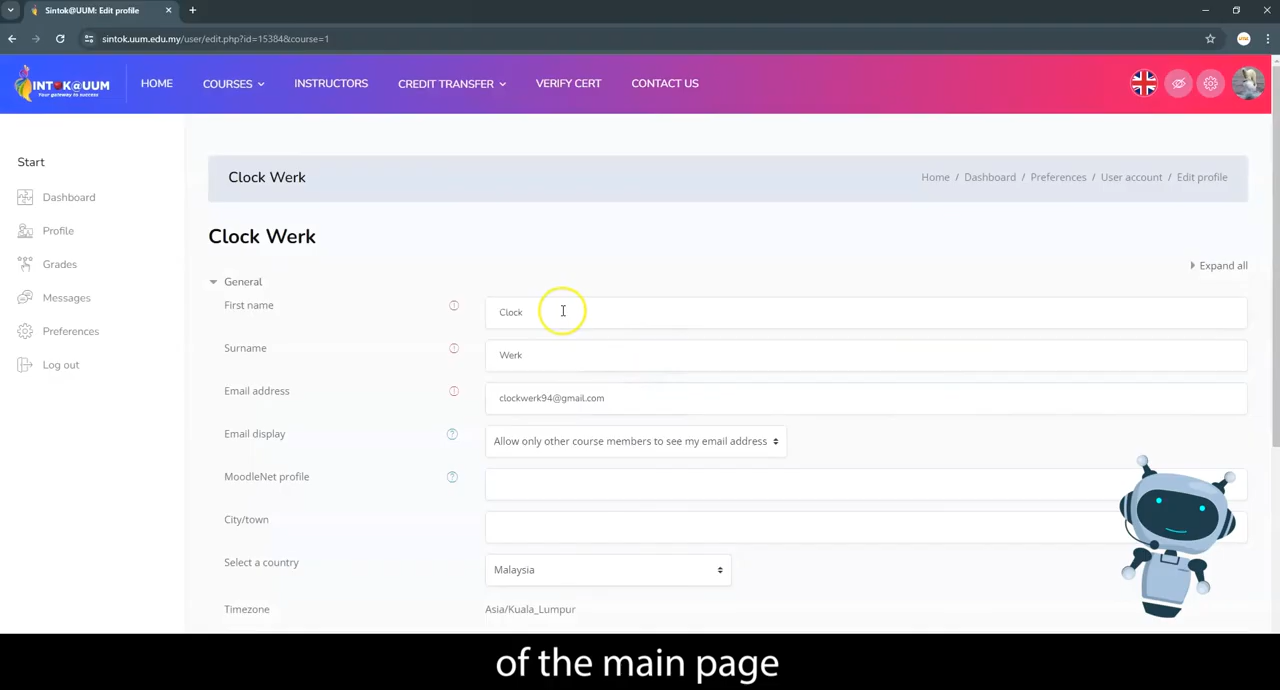 Sintok@UUM: Edit profile
sintok.uum.edu.my/user/edit.php?id=15384&course=1
INTOK@UUM
Your gateway to success
HOME
COURSES
INSTRUCTORS
CREDIT TRANSFER
VERIFY CERT
CONTACT US
Start
Dashboard
Profile
Grades
Messages
Preferences
Log out
Clock Werk
Home / Dashboard / Preferences / User account / Edit profile
Clock Werk
Expand all
General
First name
Clock
Surname
Werk
Email address
clockwerk94@gmail.com
Email display
Allow only other course members to see my email address
MoodleNet profile
City/town
Select a country
Malaysia
Timezone
Asia/Kuala_Lumpur
of the main page